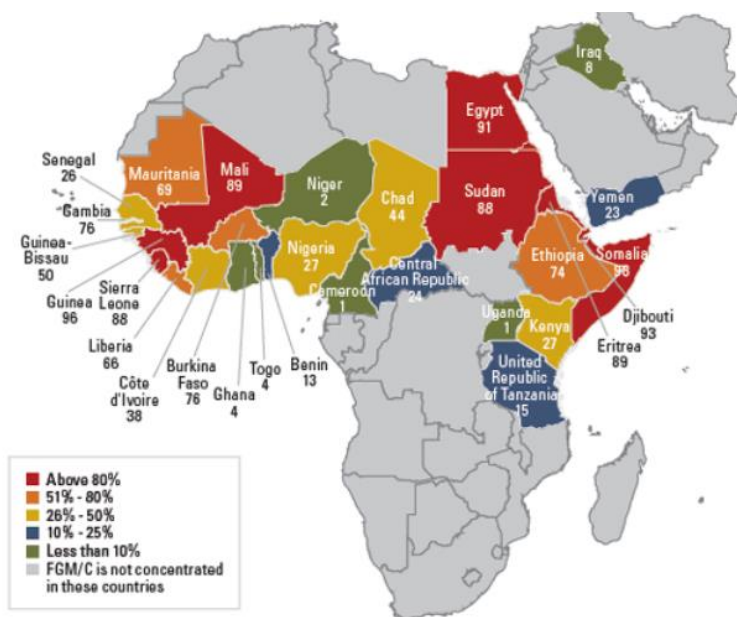 Iraq
8
Egypt
91
Senegal
26
Mauritania
69
Mali
89
Niger
2
Chad
44
Sudan
88
Yemen
23
Gambia
76
Guinea-
Bissau
50
Nigeria
27
Ethiopia
74
Somalia
Central
African Republic
24
Guinea
96
Sierra
Leone
88
Cameroon
1
Uganda
1
Kenya
27
Djibouti
93
Eritrea
89
Liberia
66
Côte
d'Ivoire
38
Burkina
Faso
76
Ghana
4
Togo
4
Benin
13
United
Republic
of Tanzania
15
Above 80%
51% - 80%
26% - 50%
10% - 25%
Less than 10%
FGM/C is not concentrated
in these countries